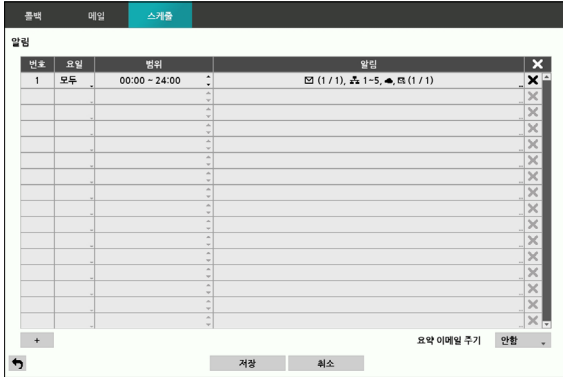 콜백 메일 스케줄
알림
번호 요일 범위 알림
1 모두 00:00 ~ 24:00 (1 / 1), 1~5, , (1 / 1)
+ 요약 이메일 주기 안함
저장 취소